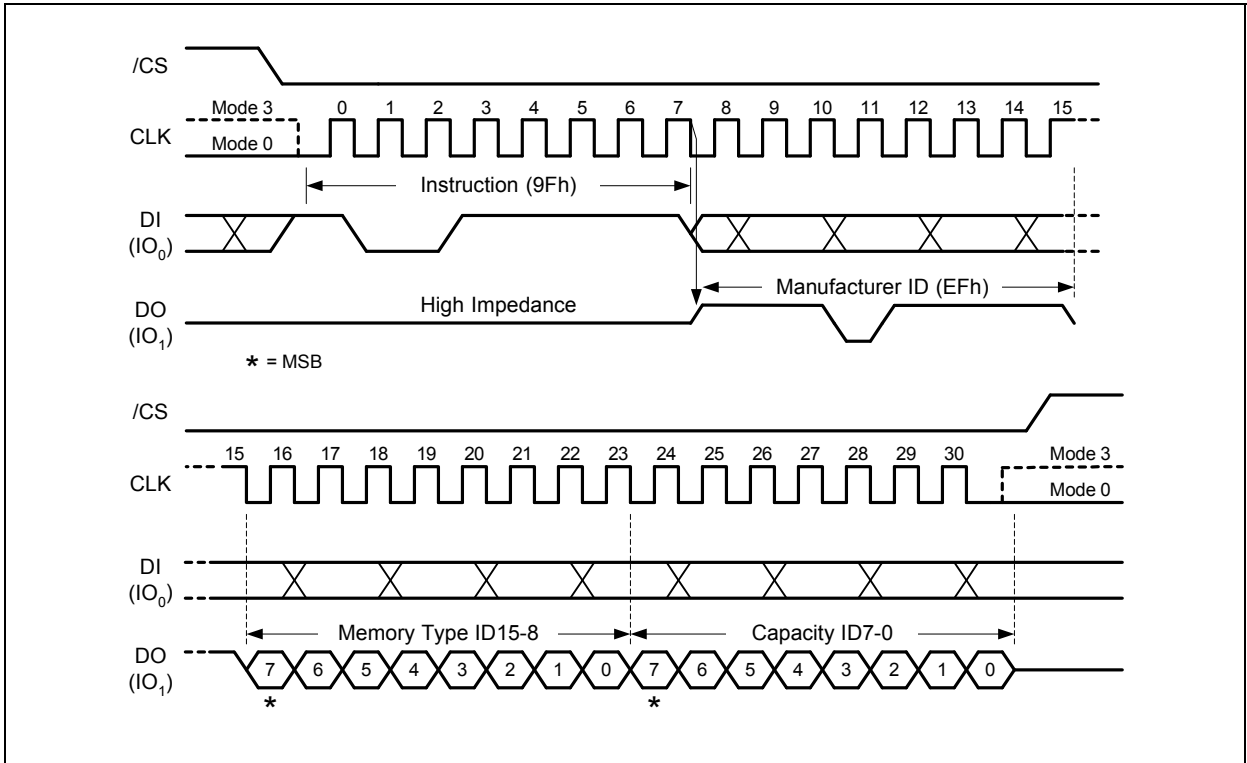 /CS
Mode 3 0 1 2 3 4 5 6 7 8 9 10 11 12 13 14 15
CLK
Mode 0
Instruction (9Fh)
DI
(IO0)
Manufacturer ID (EFh)
DO High Impedance
(IO1)
* = MSB
/CS
15 16 17 18 19 20 21 22 23 24 25 26 27 28 29 30 Mode 3
CLK
Mode 0
DI
(IO0)
Memory Type ID15-8 Capacity ID7-0
DO 7 6 5 4 3 2 1 0 7 6 5 4 3 2 1 0
(IO1)
* *